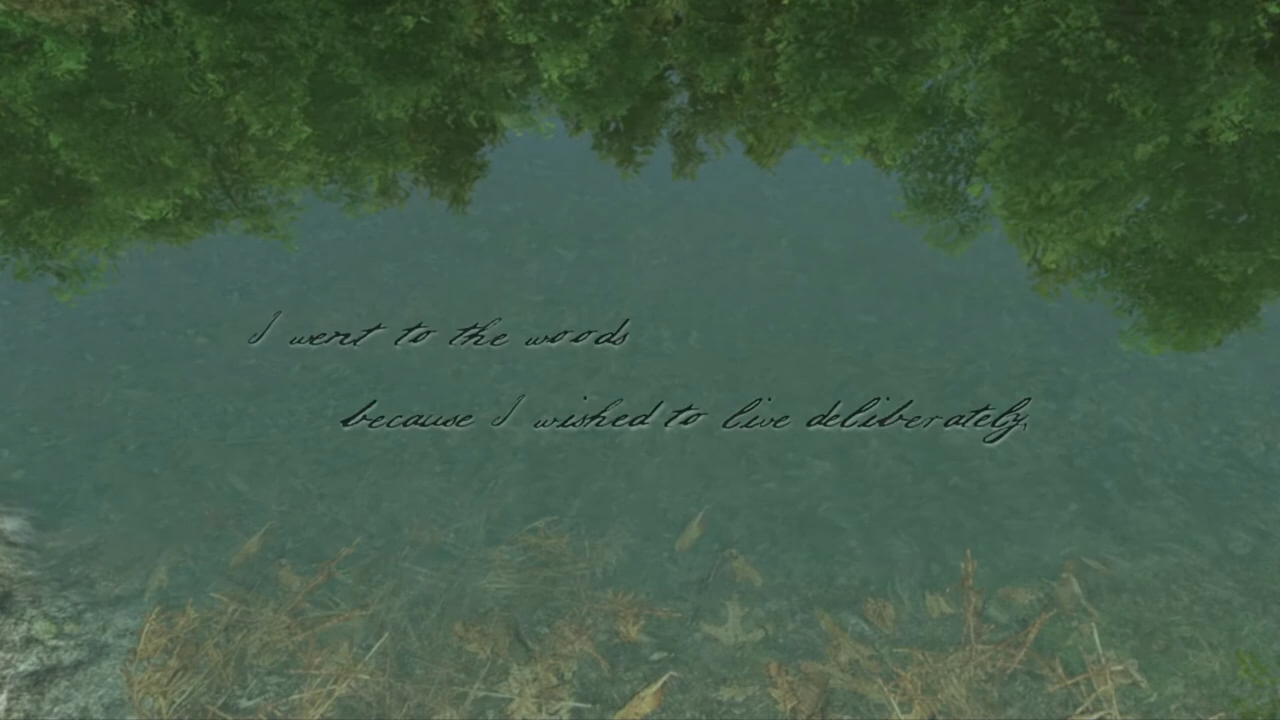 I went to the woods
because I wished to live deliberately,